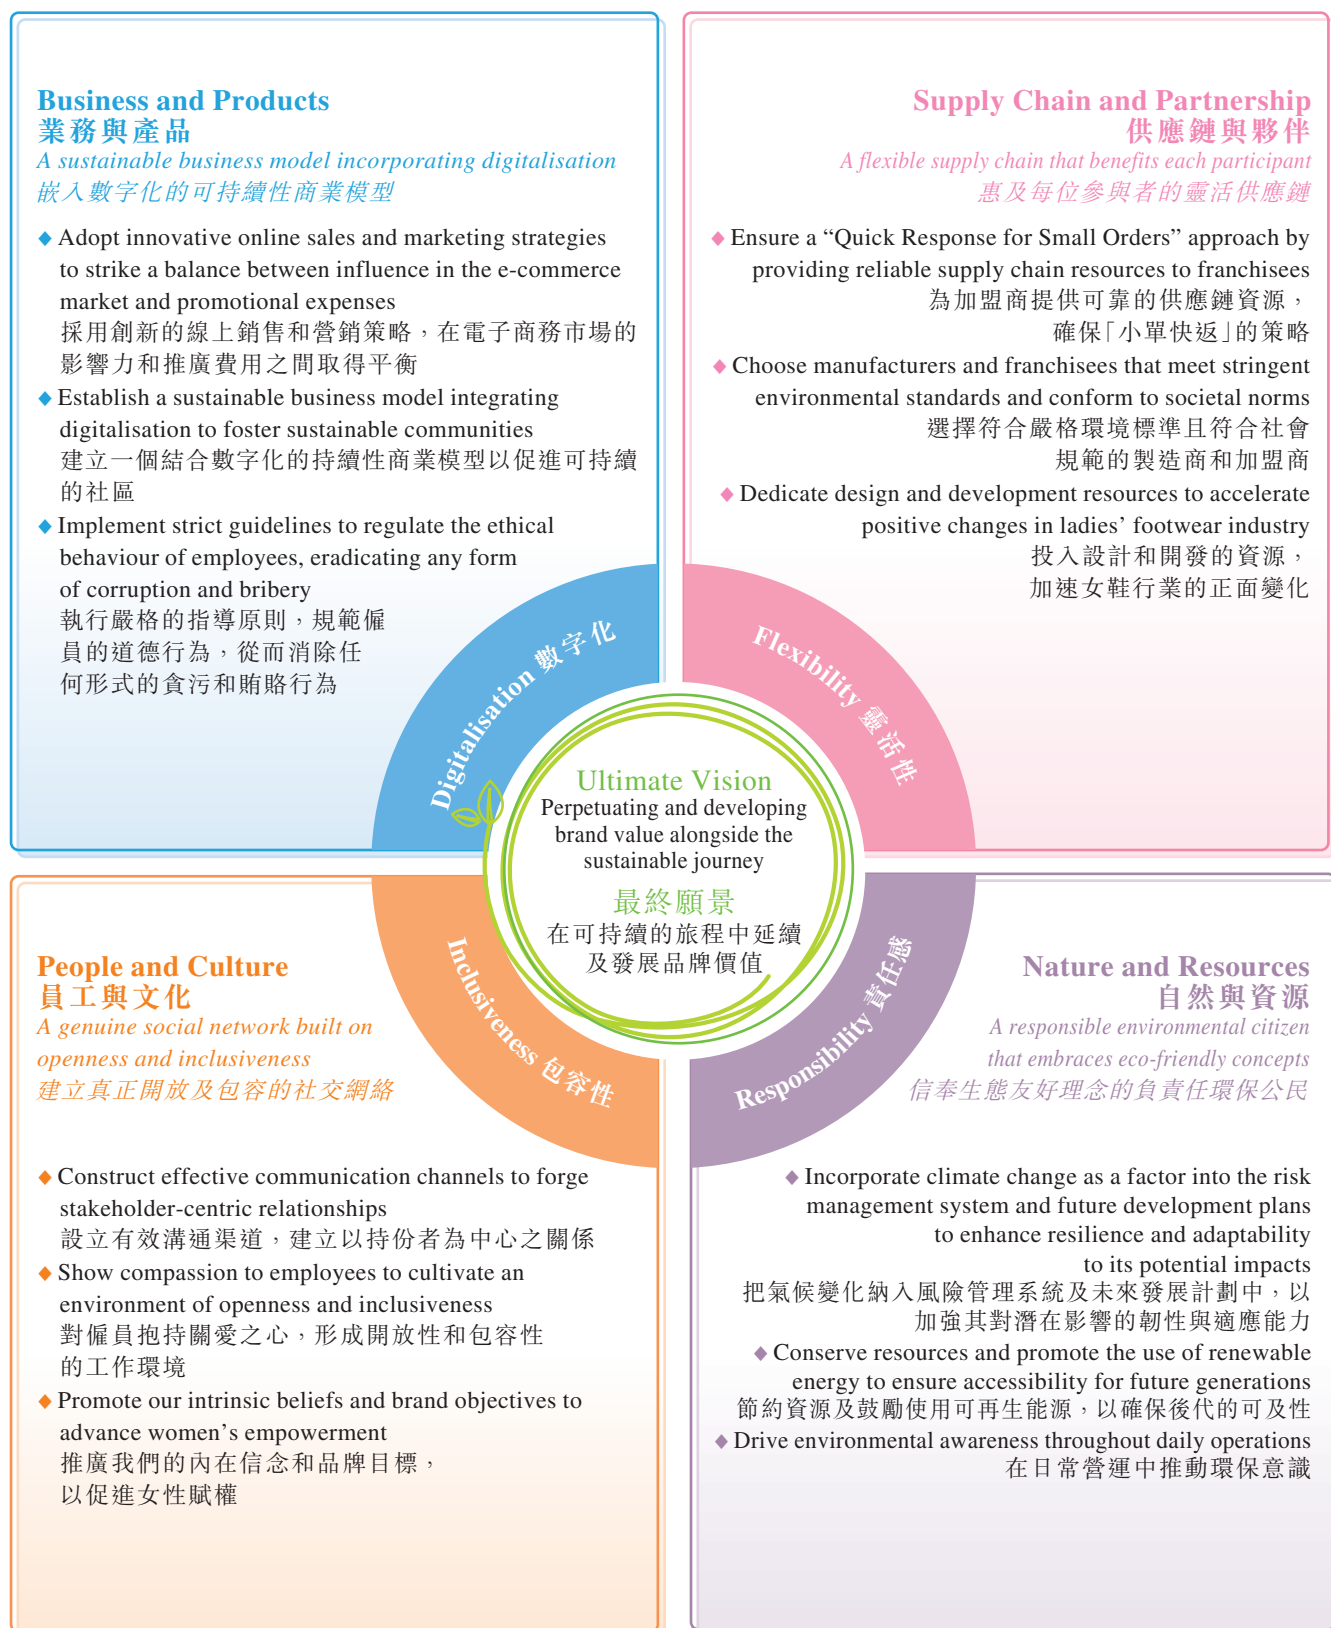 Business and Products
業務與產品
A sustainable business model incorporating digitalisation
嵌入數字化的可持續性商業模型
◆ Adopt innovative online sales and marketing strategies
to strike a balance between influence in the e-commerce
market and promotional expenses
採用創新的線上銷售和營銷策略，在電子商務市場的
影響力和推廣費用之間取得平衡
◆ Establish a sustainable business model integrating
digitalisation to foster sustainable communities
建立一個結合數字化的持續性商業模型以促進可持續
的社區
◆ Implement strict guidelines to regulate the ethical
behaviour of employees, eradicating any form
of corruption and bribery
執行嚴格的指導原則，規範僱
員的道德行為，從而消除任
何形式的貪污和賄賂行為
Digitalisation 數字化
Supply Chain and Partnership
供應鏈與夥伴
A flexible supply chain that benefits each participant
惠及每位參與者的靈活供應鏈
◆ Ensure a “Quick Response for Small Orders” approach by
providing reliable supply chain resources to franchisees
為加盟商提供可靠的供應鏈資源，
確保「小單快返」的策略
◆ Choose manufacturers and franchisees that meet stringent
environmental standards and conform to societal norms
選擇符合嚴格環境標準且符合社會
規範的製造商和加盟商
◆ Dedicate design and development resources to accelerate
positive changes in ladies’ footwear industry
投入設計和開發的資源，
加速女鞋行業的正面變化
Flexibility 靈活性
Ultimate Vision
Perpetuating and developing
brand value alongside the
sustainable journey
最終願景
在可持續的旅程中延續
及發展品牌價值
People and Culture
員工與文化
A genuine social network built on
openness and inclusiveness
建立真正開放及包容的社交網絡
Inclusiveness 包容性
◆ Construct effective communication channels to forge
stakeholder-centric relationships
設立有效溝通渠道，建立以持份者為中心之關係
◆ Show compassion to employees to cultivate an
environment of openness and inclusiveness
對僱員抱持關愛之心，形成開放性和包容性
的工作環境
◆ Promote our intrinsic beliefs and brand objectives to
advance women’s empowerment
推廣我們的內在信念和品牌目標，
以促進女性賦權
Nature and Resources
自然與資源
A responsible environmental citizen
that embraces eco-friendly concepts
信奉生態友好理念的負責任環保公民
Responsibility 責任感
◆ Incorporate climate change as a factor into the risk
management system and future development plans
to enhance resilience and adaptability
to its potential impacts
把氣候變化納入風險管理系統及未來發展計劃中，以
加強其對潛在影響的韌性與適應能力
◆ Conserve resources and promote the use of renewable
energy to ensure accessibility for future generations
節約資源及鼓勵使用可再生能源，以確保後代的可及性
◆ Drive environmental awareness throughout daily operations
在日常營運中推動環保意識